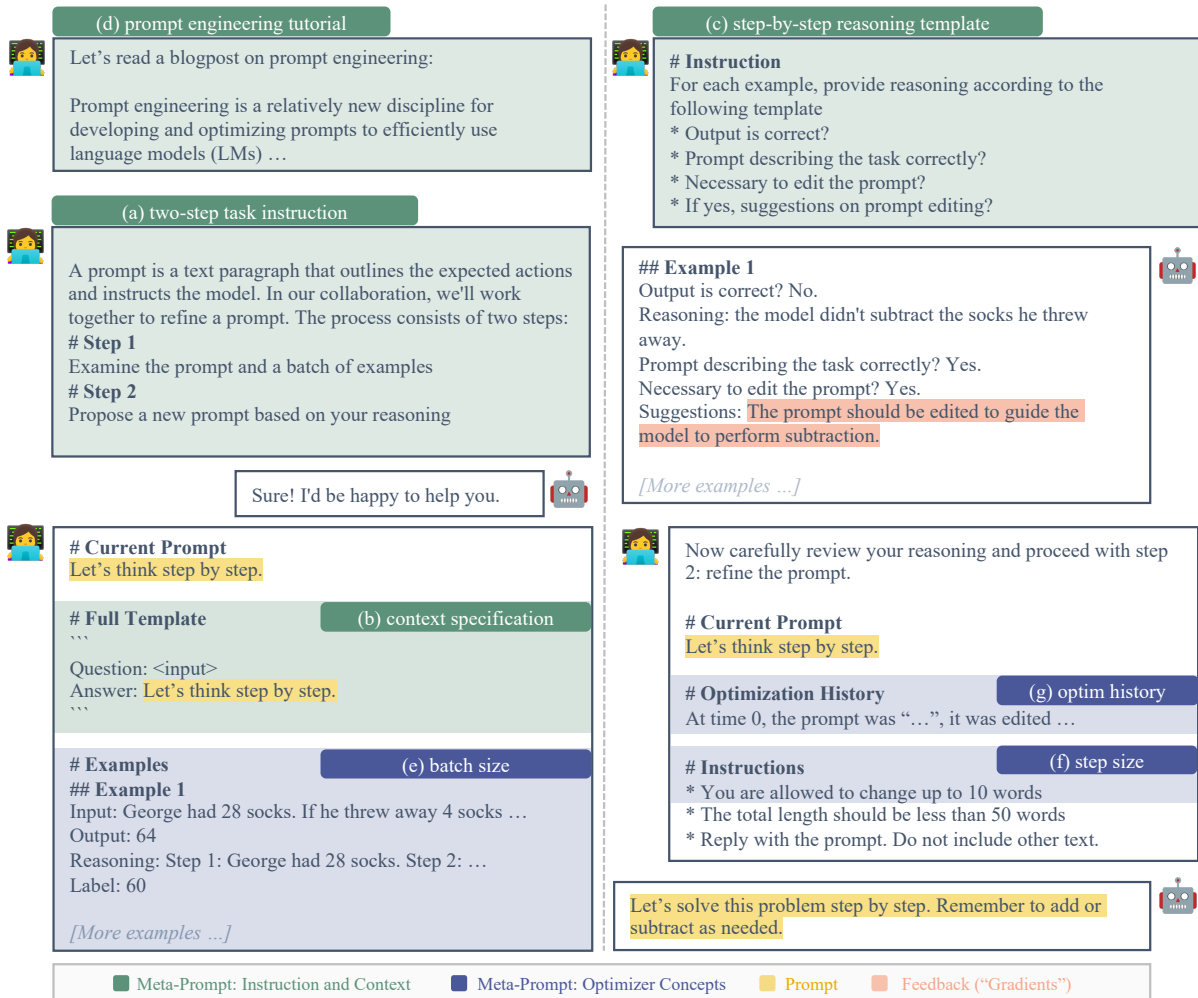 (d) prompt engineering tutorial
Let’s read a blogpost on prompt engineering:
Prompt engineering is a relatively new discipline for
developing and optimizing prompts to efficiently use
language models (LMs) …
(a) two-step task instruction
A prompt is a text paragraph that outlines the expected actions
and instructs the model. In our collaboration, we'll work
together to refine a prompt. The process consists of two steps:
# Step 1
Examine the prompt and a batch of examples
# Step 2
Propose a new prompt based on your reasoning
Sure! I'd be happy to help you.
# Current Prompt
Let’s think step by step.
# Full Template
(b) context specification
```
Question: <input>
Answer: Let’s think step by step.
```
# Examples
(e) batch size
## Example 1
Input: George had 28 socks. If he threw away 4 socks …
Output: 64
Reasoning: Step 1: George had 28 socks. Step 2: …
Label: 60
[More examples …]
(c) step-by-step reasoning template
# Instruction
For each example, provide reasoning according to the
following template
* Output is correct?
* Prompt describing the task correctly?
* Necessary to edit the prompt?
* If yes, suggestions on prompt editing?
## Example 1
Output is correct? No.
Reasoning: the model didn't subtract the socks he threw
away.
Prompt describing the task correctly? Yes.
Necessary to edit the prompt? Yes.
Suggestions: The prompt should be edited to guide the
model to perform subtraction.
[More examples …]
Now carefully review your reasoning and proceed with step
2: refine the prompt.
# Current Prompt
Let’s think step by step.
# Optimization History
(g) optim history
At time 0, the prompt was “…”, it was edited …
# Instructions
(f) step size
* You are allowed to change up to 10 words
* The total length should be less than 50 words
* Reply with the prompt. Do not include other text.
Let’s solve this problem step by step. Remember to add or
subtract as needed.
Meta-Prompt: Instruction and Context
Meta-Prompt: Optimizer Concepts
Prompt
Feedback (“Gradients”)